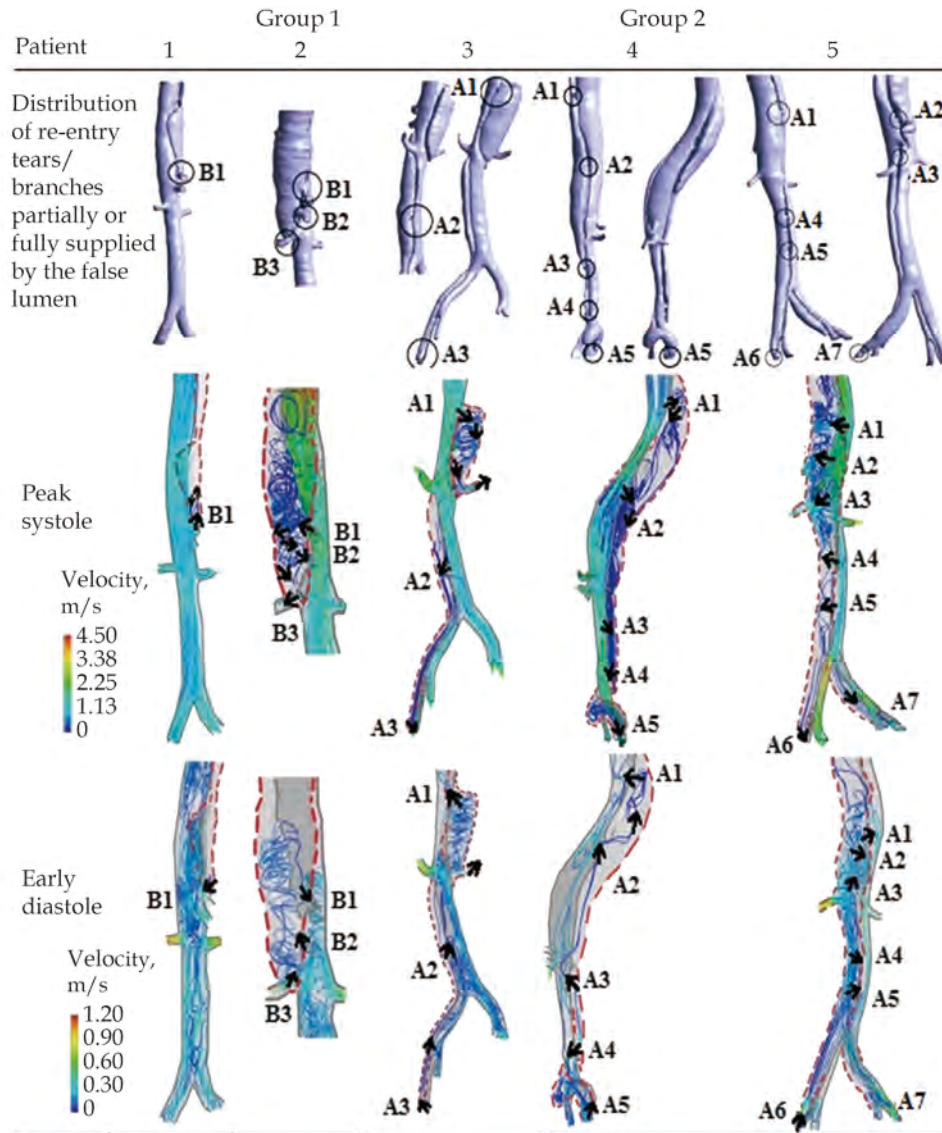 Group 1 Group 2
Patient 1 2 3 4 5
Distribution
of re-entry
tears/
branches
partially or
fully supplied
by the false
lumen
B1
B1
B2
B3
A1
A2
A3
A1
A2
A3
A4
A5
A5
A1
A4
A5
A6
A2
A3
A7
Peak
systole
Velocity,
m/s
4.50
3.38
2.25
1.13
0
B1
B1
B2
B3
A1
A2
A3
A1
A2
A3
A4
A5
A1
A2
A3
A4
A5
A6
A7
Early
diastole
Velocity,
m/s
1.20
0.90
0.60
0.30
0
B1
B1
B2
B3
A1
A2
A3
A1
A2
A3
A4
A5
A1
A2
A3
A4
A5
A6
A7